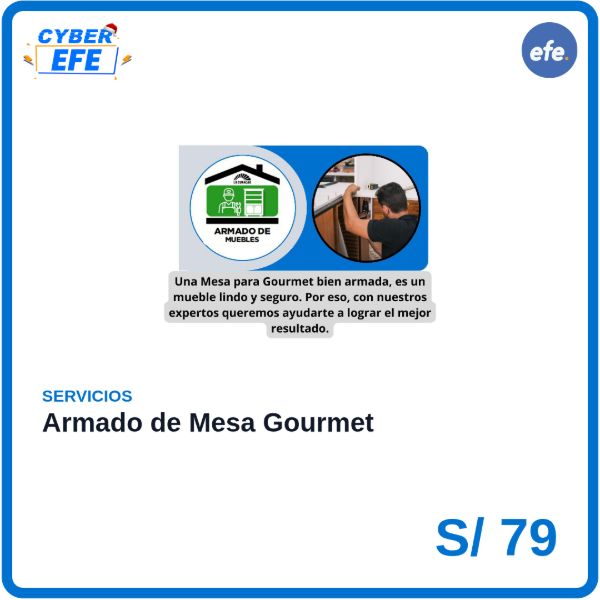 CYBER
EFE
efe.
ARMADO DE
MUEBLES
Una Mesa para Gourmet bien armada, es un
mueble lindo y seguro. Por eso, con nuestros
expertos queremos ayudarte a lograr el mejor
resultado.
SERVICIOS
Armado de Mesa Gourmet
S/ 79